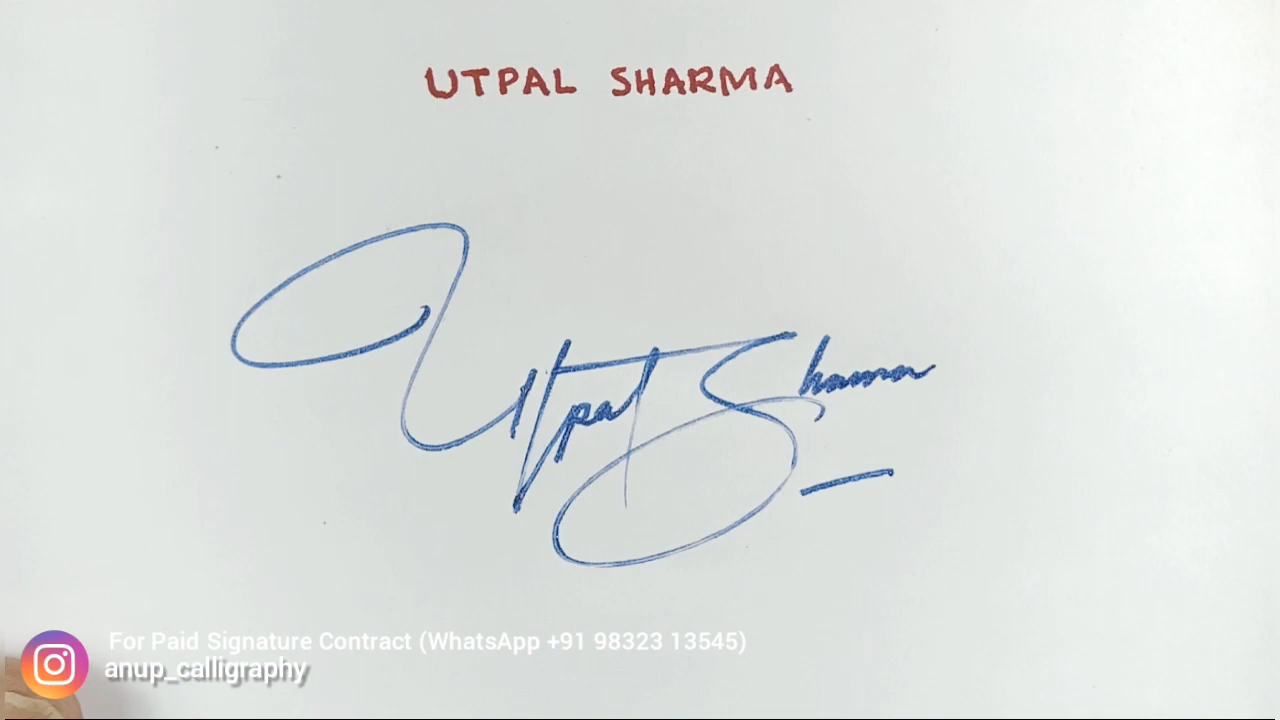 UTPAL SHARMA
Utpal Sharma
For Paid Signature Contract (WhatsApp +91 98323 13545)
anup_calligraphy